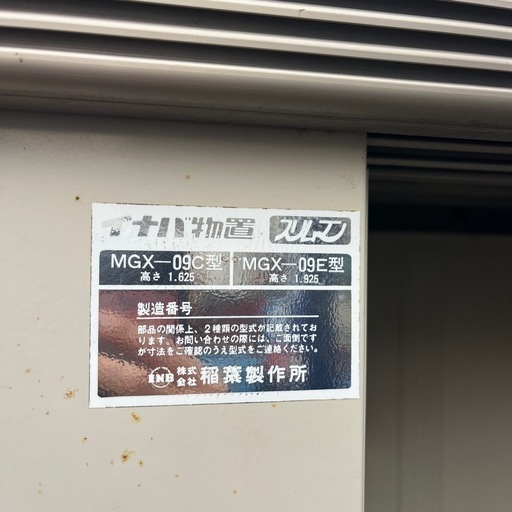 イナバ物置 スリムーン
MGX—09C型 MGX—09E型
高さ 1.625 高さ 1.925
製造番号
部品の関係上、2種類の型式が記載されてお
ります。お問い合わせの際には、ご面倒です
が寸法をご確認のうえ型式をご連絡ください。
INB 株式会社 稲葉製作所